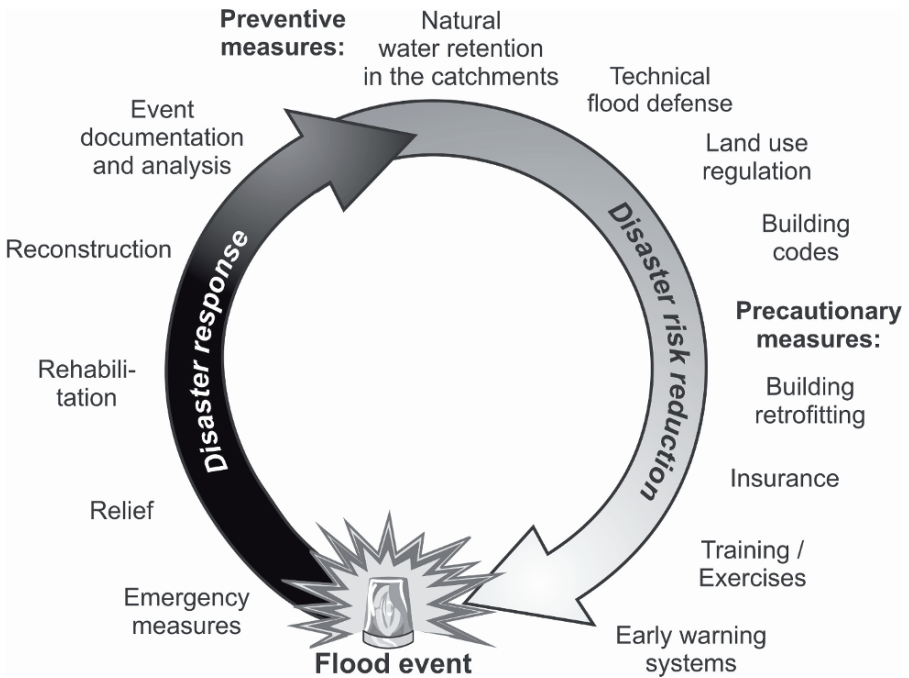 Preventive
measures:
Natural
water retention
in the catchments
Technical
flood defense
Land use
regulation
Building
codes
Precautionary
measures:
Building
retrofitting
Insurance
Training /
Exercises
Early warning
systems
Disaster risk reduction
Flood event
Emergency
measures
Relief
Rehabili-
tation
Reconstruction
Event
documentation
and analysis
Disaster response